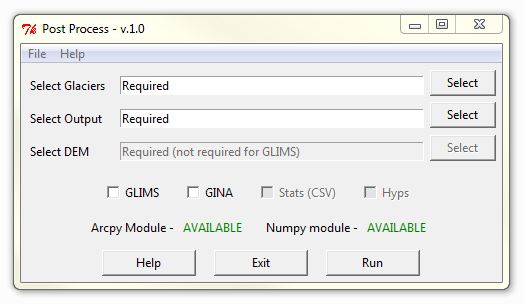 Post Process - v.1.0
File Help
Select Glaciers Required Select
Select Output Required Select
Select DEM Required (not required for GLIMS) Select
GLIMS GINA Stats (CSV) Hyps
Arcpy Module - AVAILABLE Numpy module - AVAILABLE
Help Exit Run